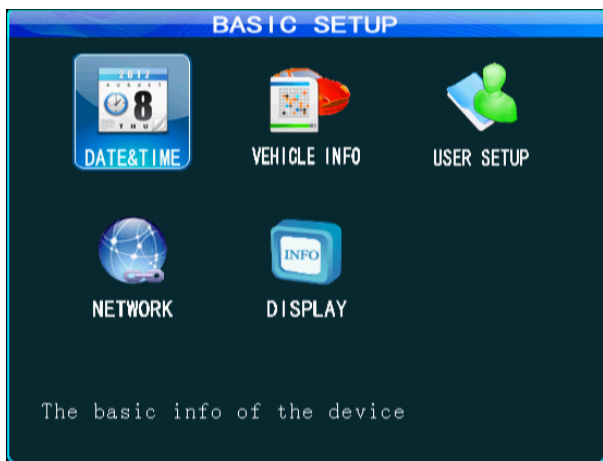 BASIC SETUP
2012
AUGUST
8
THU
DATE&TIME
VEHICLE INFO
USER SETUP
NETWORK
INFO
DISPLAY
The basic info of the device